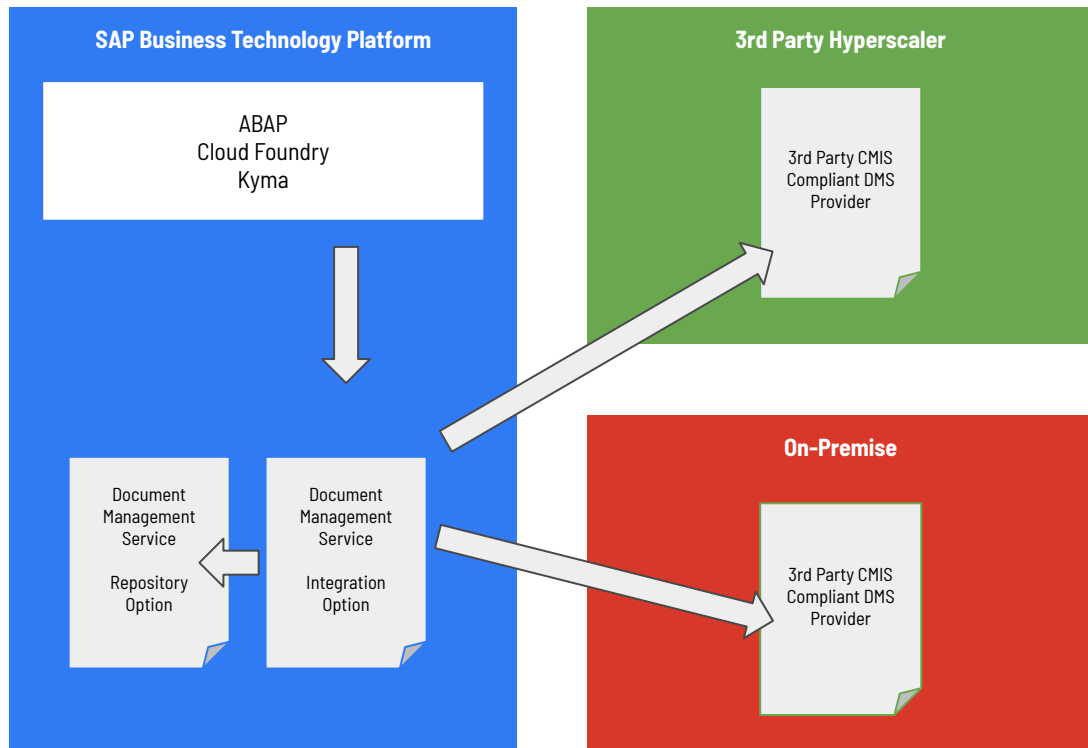 SAP Business Technology Platform
ABAP
Cloud Foundry
Kyma
Document
Management
Service
Repository
Option
Document
Management
Service
Integration
Option
3rd Party Hyperscaler
3rd Party CMIS
Compliant DMS
Provider
On-Premise
3rd Party CMIS
Compliant DMS
Provider